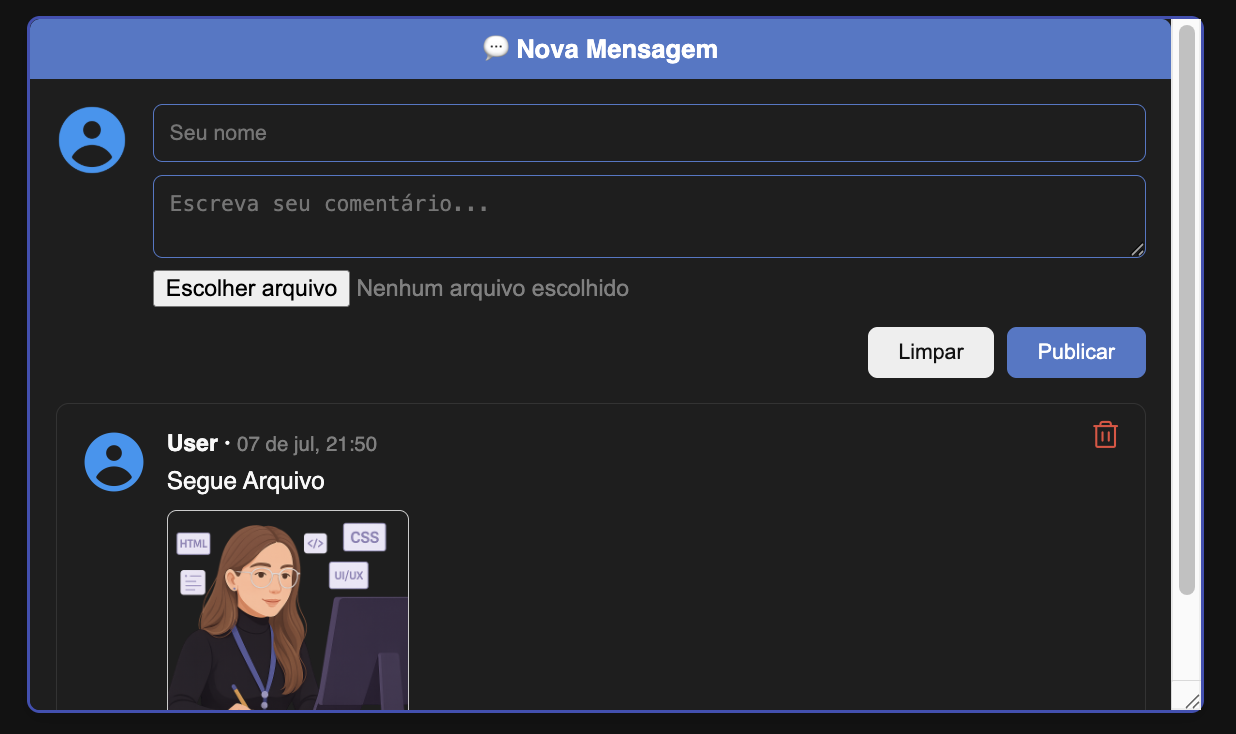 💬 Nova Mensagem
Seu nome
Escreva seu comentário...
Escolher arquivo Nenhum arquivo escolhido
Limpar Publicar
User • 07 de jul, 21:50
Segue Arquivo
HTML </> CSS
UI/UX